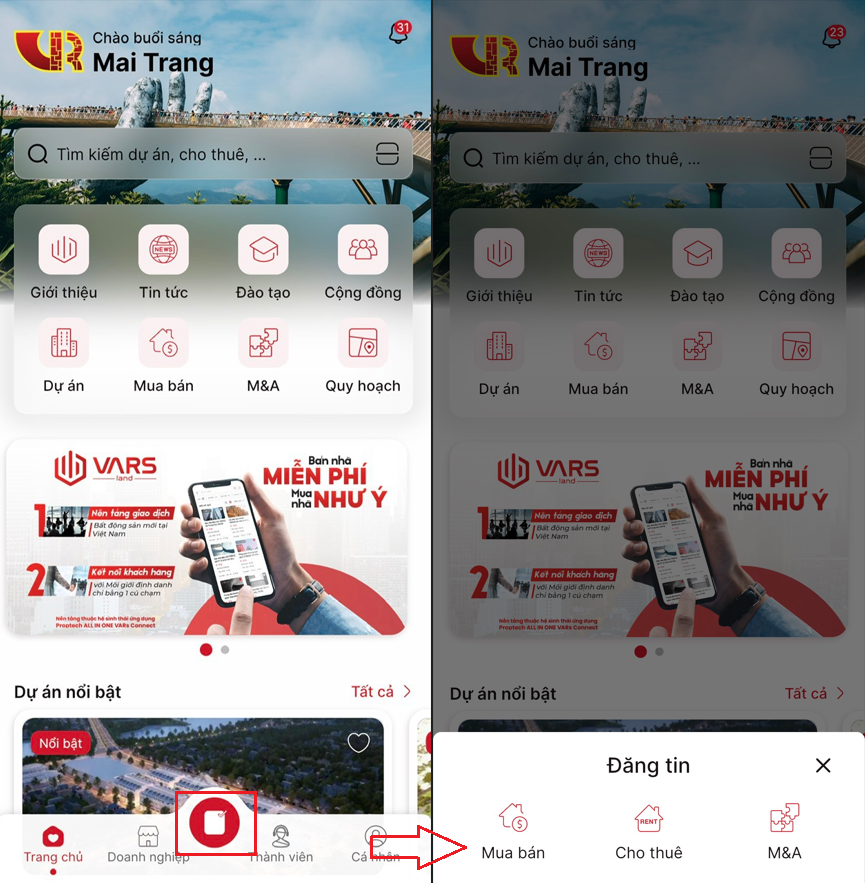 Chào buổi sáng
Mai Trang
31
Tìm kiếm dự án, cho thuê, ...
NEWS
Giới thiệu
Tin tức
Đào tạo
Cộng đồng
Dự án
Mua bán
M&A
Quy hoạch
VARS
land
Bán nhà
MIỄN PHÍ
Mua nhà NHƯ Ý
1
Nền tảng giao dịch
Bất động sản mới tại
Việt Nam
2
Kết nối khách hàng
với Môi giới định danh
chỉ bằng 1 cú chạm
Nền tảng thuộc hệ sinh thái ứng dụng
Proptech ALL IN ONE VARs Connect
Dự án nổi bật
Tất cả
Nổi bật
Trang chủ
Doanh nghiệp
Thành viên
Cá nhân
Chào buổi sáng
Mai Trang
23
Tìm kiếm dự án, cho thuê, ...
NEWS
Giới thiệu
Tin tức
Đào tạo
Cộng đồng
Dự án
Mua bán
M&A
Quy hoạch
VARS
land
Bán nhà
MIỄN PHÍ
Mua nhà NHƯ Ý
1
Nền tảng giao dịch
Bất động sản mới tại
Việt Nam
2
Kết nối khách hàng
với Môi giới định danh
chỉ bằng 1 cú chạm
Nền tảng thuộc hệ sinh thái ứng dụng
Proptech ALL IN ONE VARs Connect
Dự án nổi bật
Tất cả
Đăng tin
RENT
Mua bán
Cho thuê
M&A